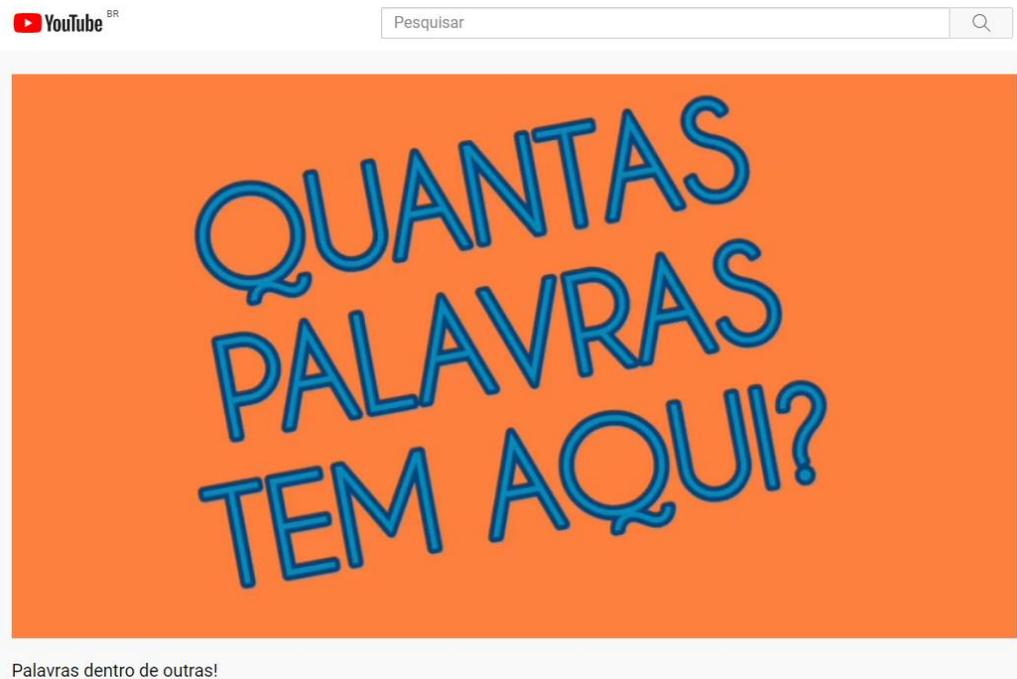 YouTube BR
Pesquisar
QUANTAS
PALAVRAS
TEM AQUI?
Palavras dentro de outras!